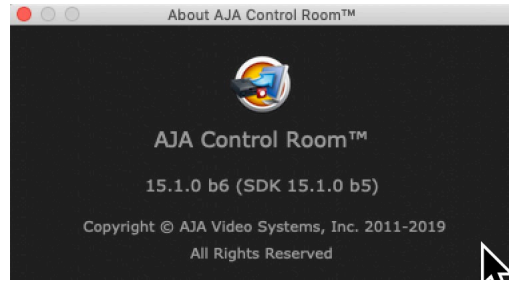 About AJA Control Room™
AJA Control Room™
15.1.0 b6 (SDK 15.1.0 b5)
Copyright © AJA Video Systems, Inc. 2011-2019
All Rights Reserved